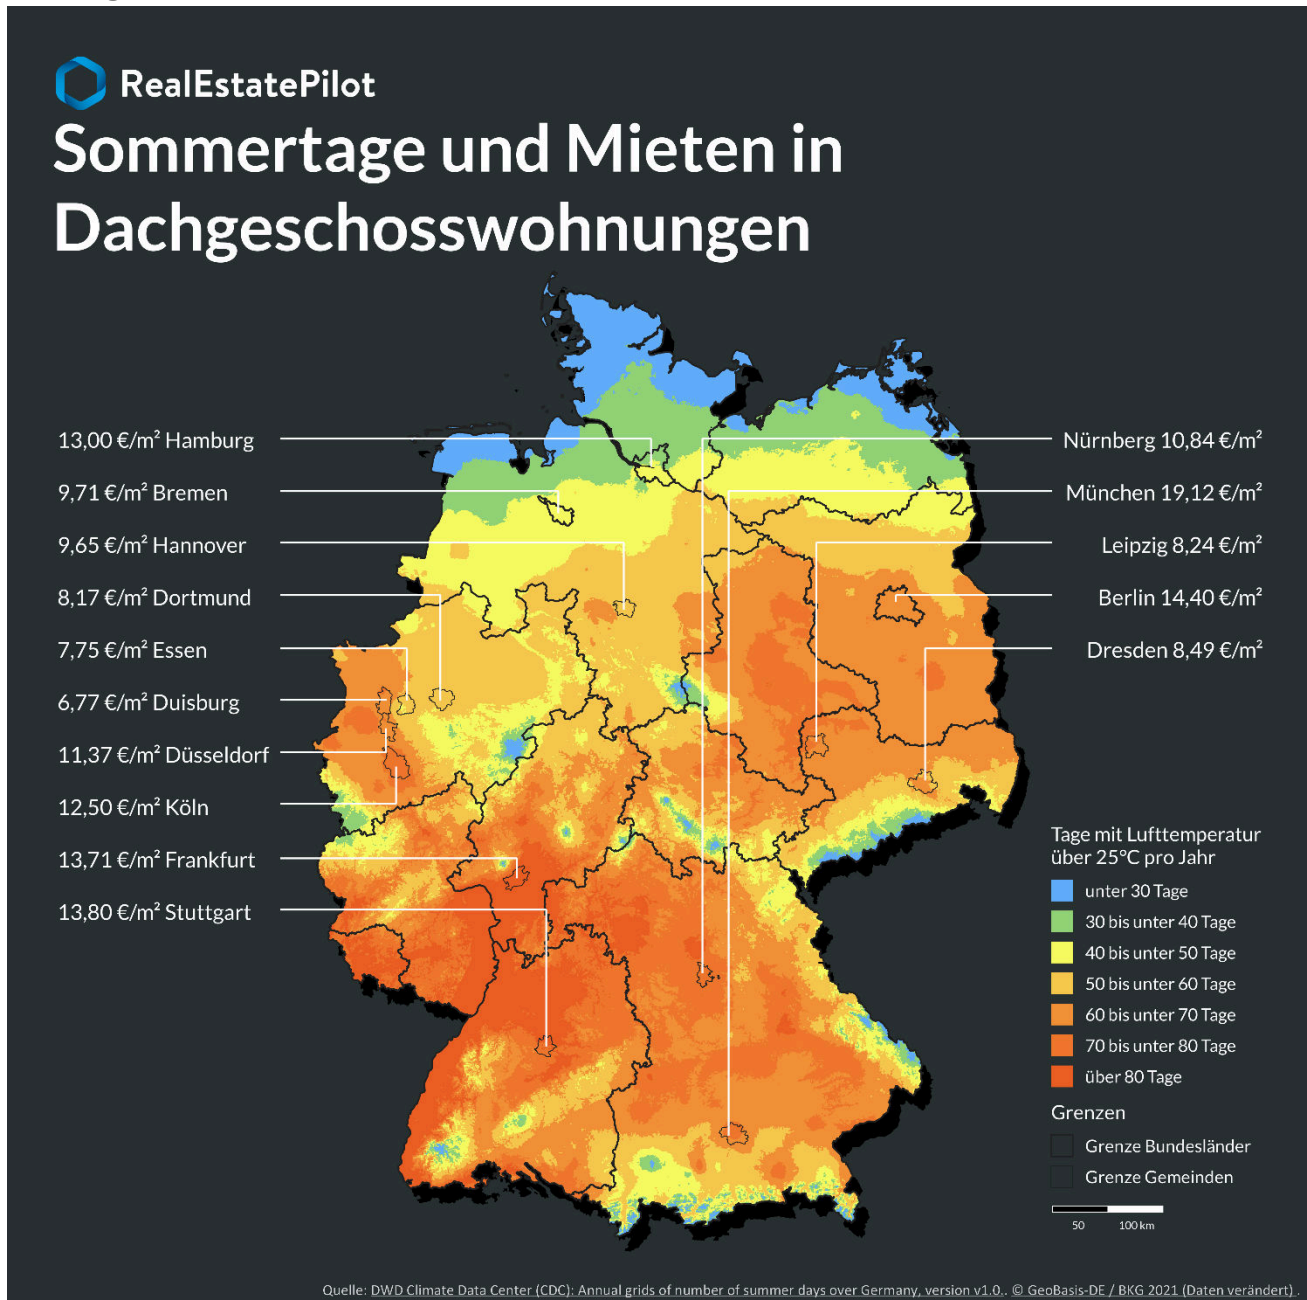 RealEstatePilot
Sommertage und Mieten in
Dachgeschosswohnungen
13,00 €/m² Hamburg
9,71 €/m² Bremen
9,65 €/m² Hannover
8,17 €/m² Dortmund
7,75 €/m² Essen
6,77 €/m² Duisburg
11,37 €/m² Düsseldorf
12,50 €/m² Köln
13,71 €/m² Frankfurt
13,80 €/m² Stuttgart
Nürnberg 10,84 €/m²
München 19,12 €/m²
Leipzig 8,24 €/m²
Berlin 14,40 €/m²
Dresden 8,49 €/m²
Tage mit Lufttemperatur
über 25°C pro Jahr
unter 30 Tage
30 bis unter 40 Tage
40 bis unter 50 Tage
50 bis unter 60 Tage
60 bis unter 70 Tage
70 bis unter 80 Tage
über 80 Tage
Grenzen
Grenze Bundesländer
Grenze Gemeinden
50 100 km
Quelle: DWD Climate Data Center (CDC): Annual grids of number of summer days over Germany, version v1.0.. © GeoBasis-DE / BKG 2021 (Daten verändert) .